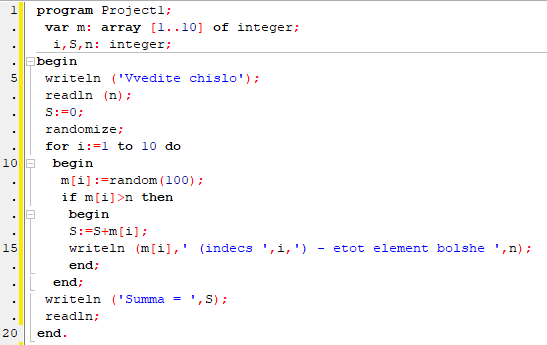 1 program Project1;
. var m: array [1..10] of integer;
. i,S,n: integer;
. begin
5 writeln ('Vvedite chislo');
. readln (n);
. S:=0;
. randomize;
. for i:=1 to 10 do
10 begin
. m[i]:=random(100);
. if m[i]>n then
. begin
. S:=S+m[i];
15 writeln (m[i],' (indecs ',i,') - etot element bolshe ',n);
. end;
. end;
. writeln ('Summa = ',S);
. readln;
20 end.